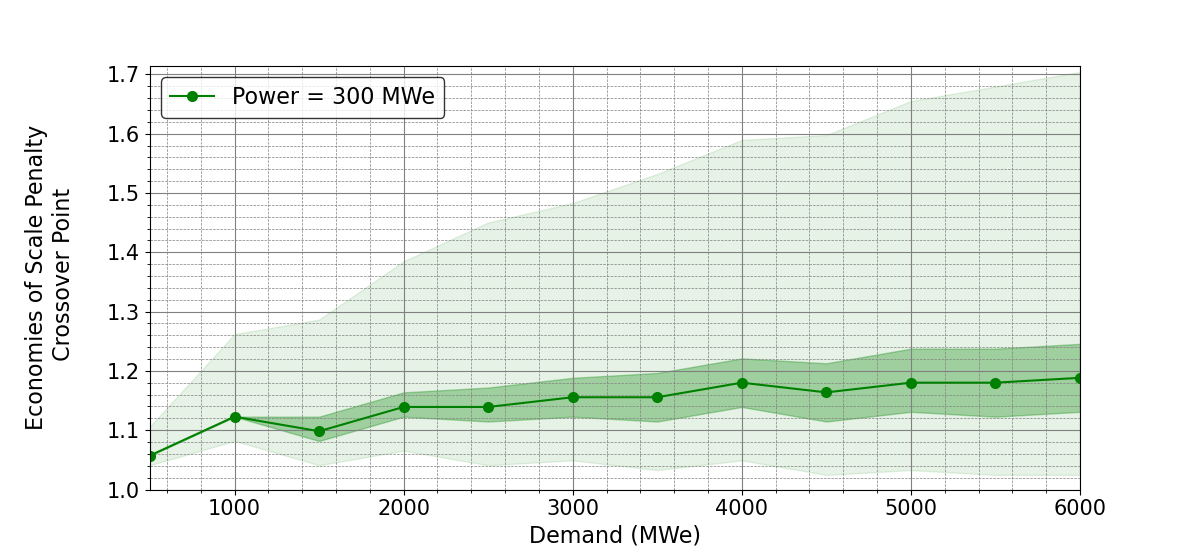 1.7
1.6
1.5
1.4
1.3
1.2
1.1
1.0
Economies of Scale Penalty
Crossover Point
Power = 300 MWe
1000 2000 3000 4000 5000 6000
Demand (MWe)